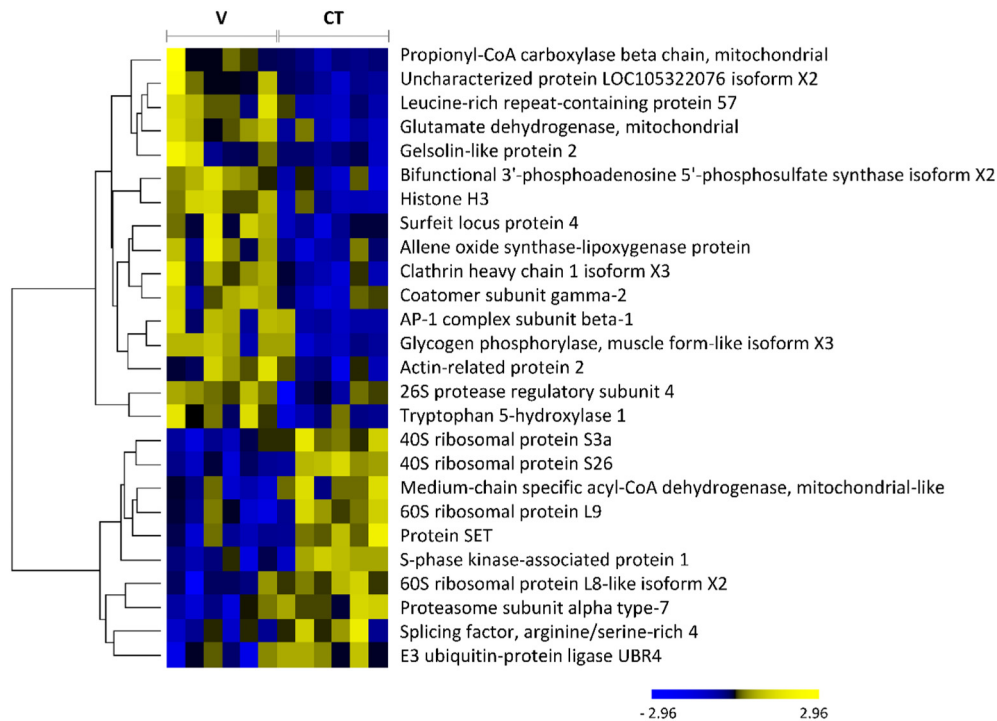 V CT
Propionyl-CoA carboxylase beta chain, mitochondrial
Uncharacterized protein LOC105322076 isoform X2
Leucine-rich repeat-containing protein 57
Glutamate dehydrogenase, mitochondrial
Gelsolin-like protein 2
Bifunctional 3'-phosphoadenosine 5'-phosphosulfate synthase isoform X2
Histone H3
Surfeit locus protein 4
Allene oxide synthase-lipoxygenase protein
Clathrin heavy chain 1 isoform X3
Coatomer subunit gamma-2
AP-1 complex subunit beta-1
Glycogen phosphorylase, muscle form-like isoform X3
Actin-related protein 2
26S protease regulatory subunit 4
Tryptophan 5-hydroxylase 1
40S ribosomal protein S3a
40S ribosomal protein S26
Medium-chain specific acyl-CoA dehydrogenase, mitochondrial-like
60S ribosomal protein L9
Protein SET
S-phase kinase-associated protein 1
60S ribosomal protein L8-like isoform X2
Proteasome subunit alpha type-7
Splicing factor, arginine/serine-rich 4
E3 ubiquitin-protein ligase UBR4
- 2.96 2.96